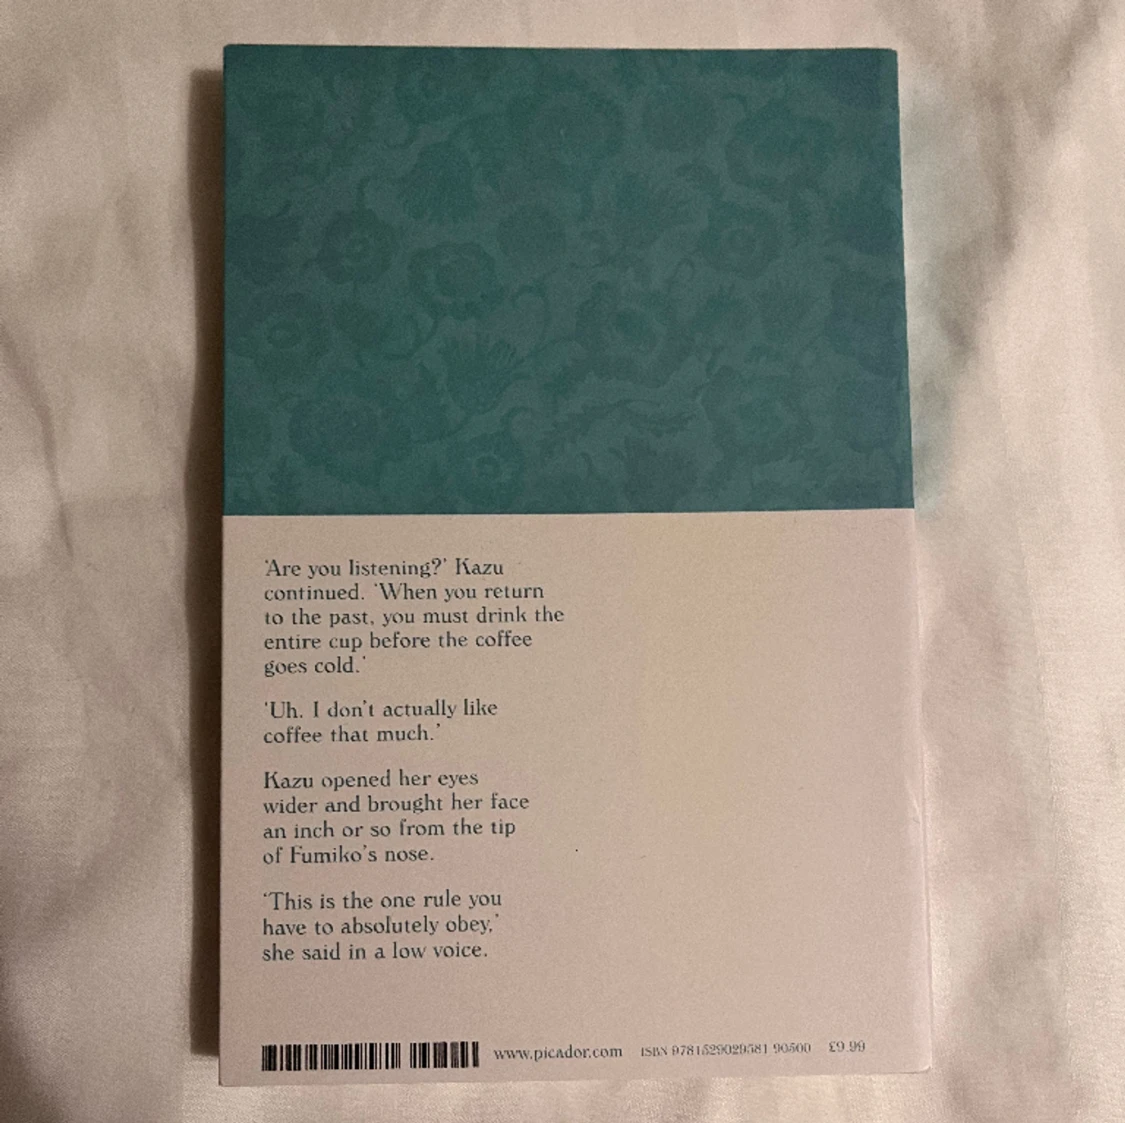 ‘Are you listening?’ Kazu
continued. ‘When you return
to the past, you must drink the
entire cup before the coffee
goes cold.’
‘Uh. I don’t actually like
coffee that much.’
Kazu opened her eyes
wider and brought her face
an inch or so from the tip
of Fumiko’s nose.
‘This is the one rule you
have to absolutely obey,’
she said in a low voice.
www.picador.com ISBN 9781529029581 90500 £9.99